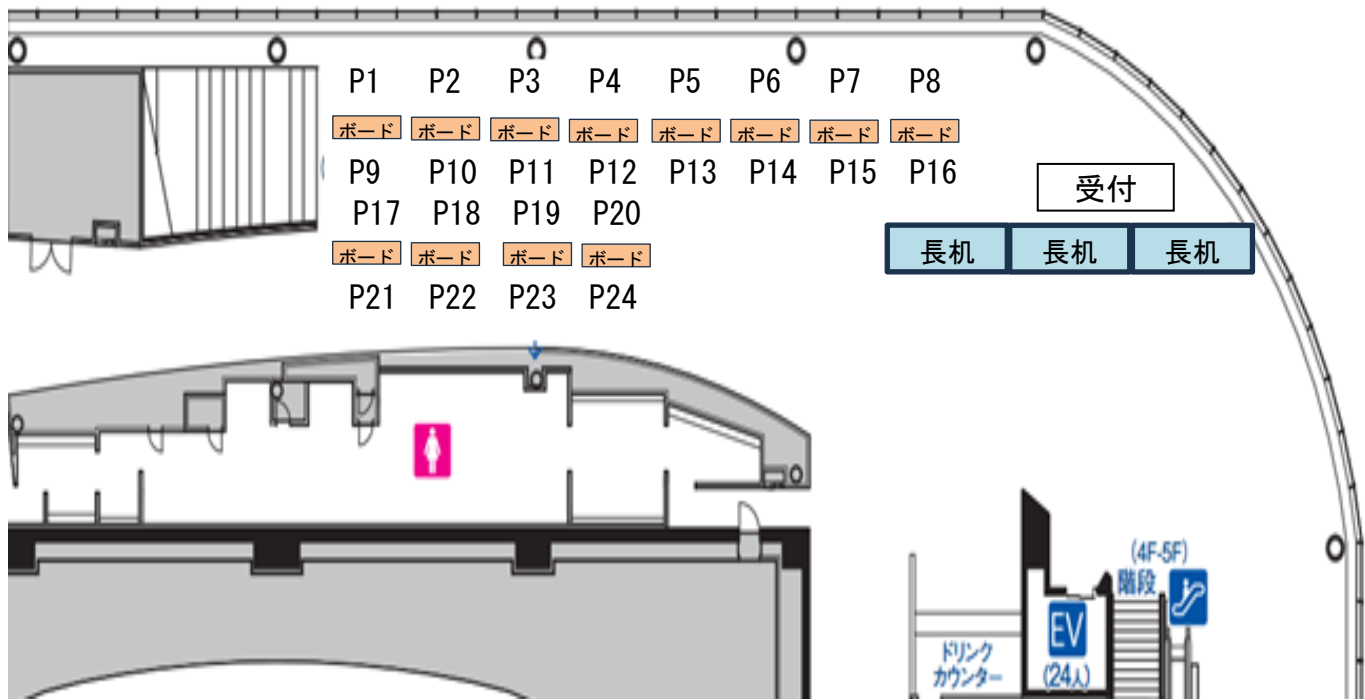 P1 P2 P3 P4 P5 P6 P7 P8
ボード ボード ボード ボード ボード ボード ボード ボード
P9 P10 P11 P12 P13 P14 P15 P16
受付
P17 P18 P19 P20
長机 長机 長机
ボード ボード ボード ボード
P21 P22 P23 P24
(4F-5F)
階段
EV
(24人)
ドリンク
カウンター